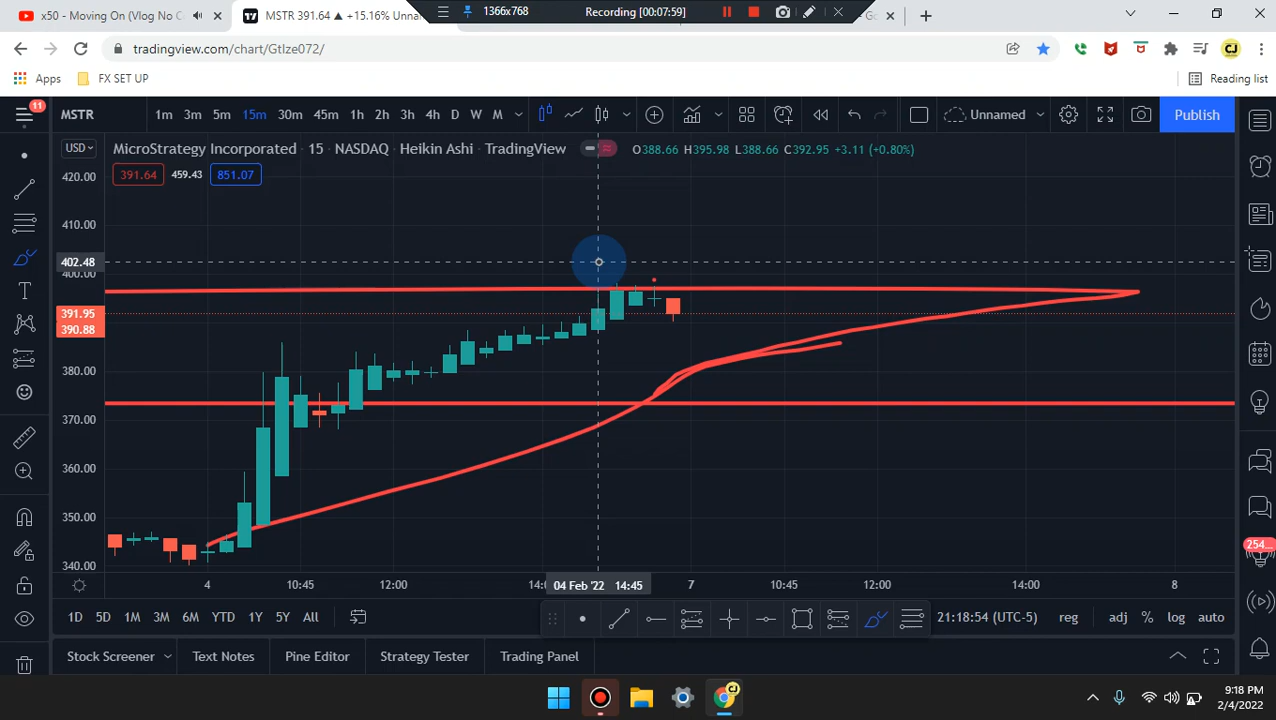 x50 - Moving On (Vlog No C
MSTR 391.64 ▲ +15.16% Unnar
1366x768
Recording [00:07:59]
tradingview.com/chart/GtIze072/
Apps
FX SET UP
Reading list
11
MSTR
1m 3m 5m 15m 30m 45m 1h 2h 3h 4h D W M
Unnamed
Publish
USD
MicroStrategy Incorporated · 15 · NASDAQ · Heikin Ashi · TradingView
O388.66 H395.98 L388.66 C392.95 +3.11 (+0.80%)
391.64
459.43
851.07
420.00
410.00
402.48
400.00
391.95
390.88
380.00
370.00
360.00
350.00
340.00
254...
4
10:45
12:00
14:0
04 Feb '22 14:45
7
10:45
12:00
14:00
8
1D 5D 1M 3M 6M YTD 1Y 5Y All
21:18:54 (UTC-5)
reg
adj
%
log
auto
Stock Screener
Text Notes
Pine Editor
Strategy Tester
Trading Panel
CJ
9:18 PM
2/4/2022